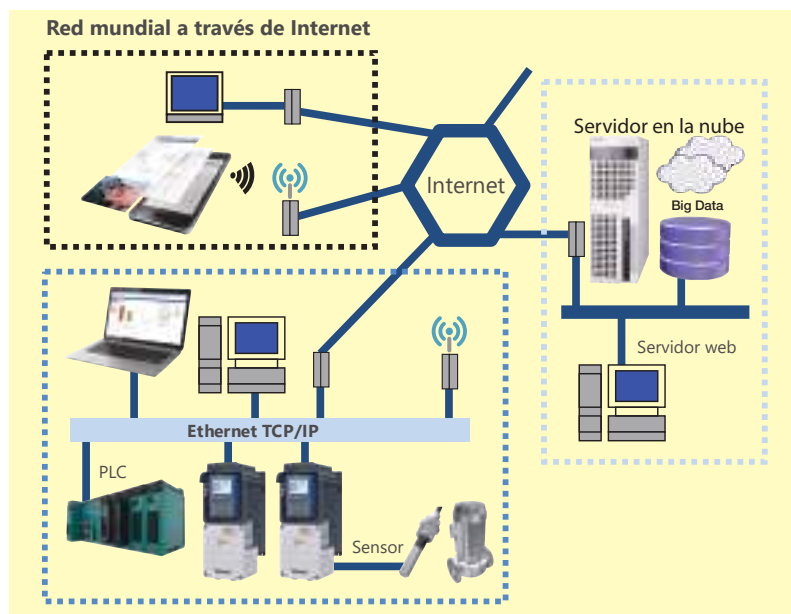 Red mundial a través de Internet
Internet
Servidor en la nube
Big Data
Servidor web
Ethernet TCP/IP
PLC
Sensor